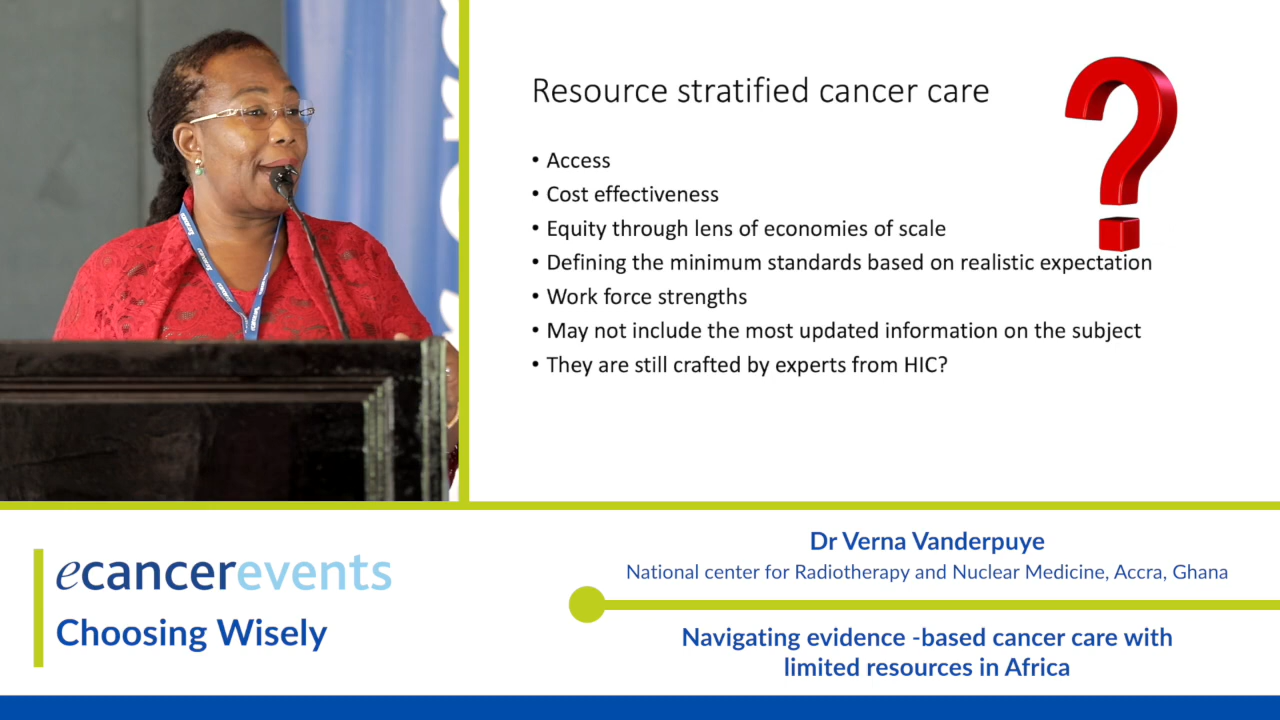 Resource stratified cancer care
?
• Access
• Cost effectiveness
• Equity through lens of economies of scale
• Defining the minimum standards based on realistic expectation
• Work force strengths
• May not include the most updated information on the subject
• They are still crafted by experts from HIC?
ecancerevents
Choosing Wisely
Dr Verna Vanderpuye
National center for Radiotherapy and Nuclear Medicine, Accra, Ghana
Navigating evidence -based cancer care with
limited resources in Africa